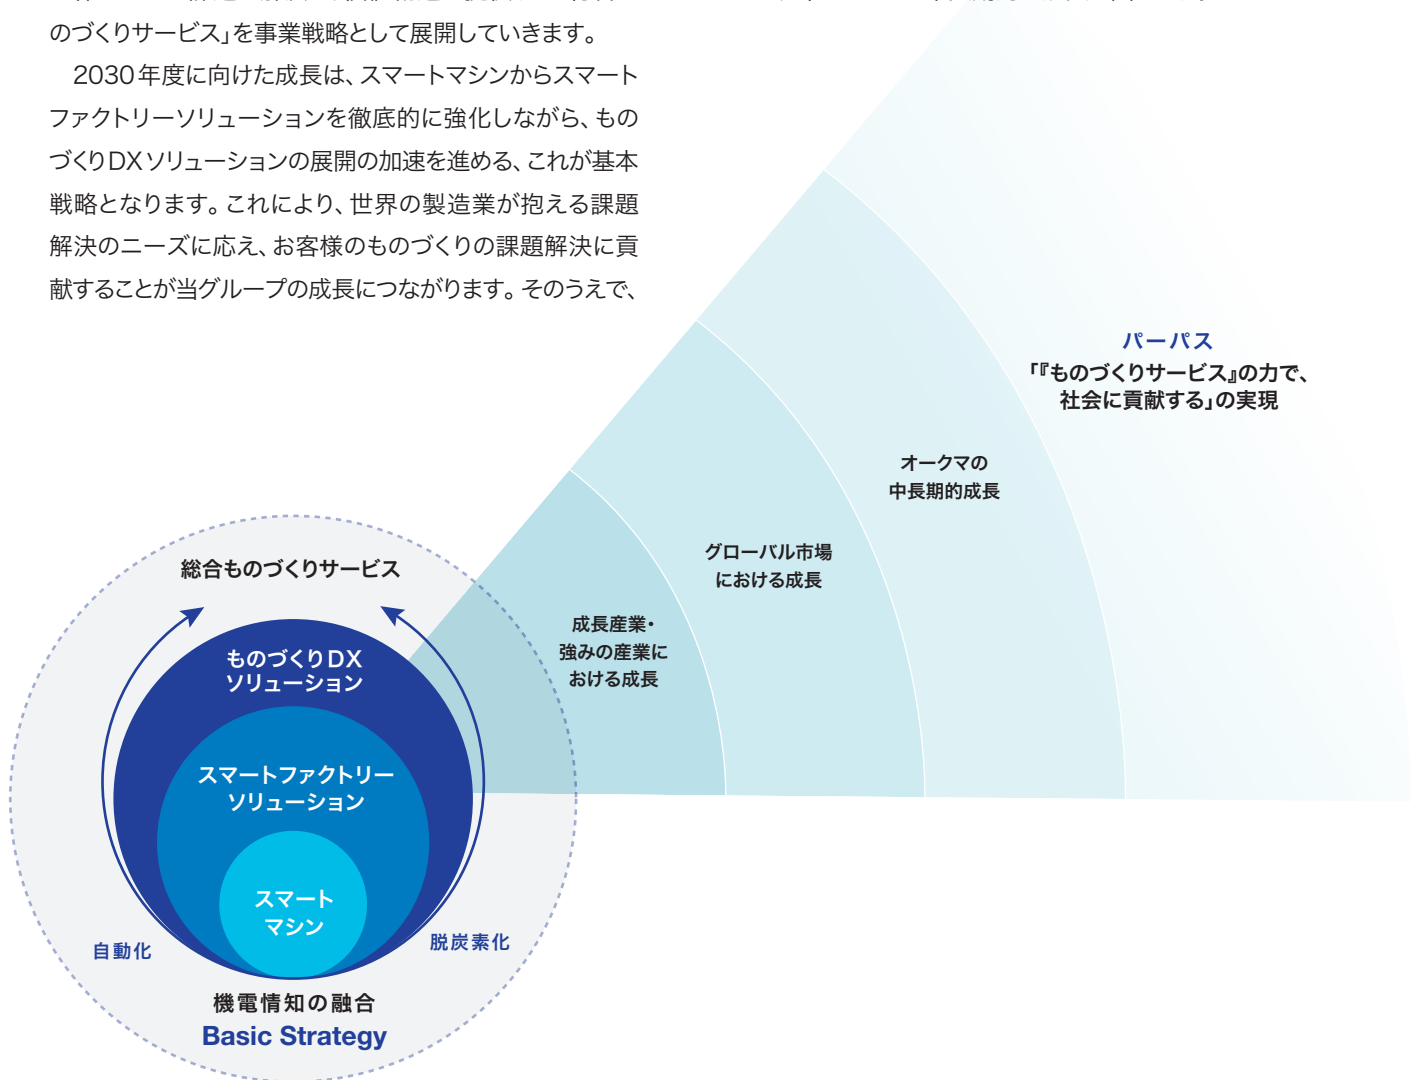 のづくりサービス」を事業戦略として展開していきます。
2030年度に向けた成長は、スマートマシンからスマート
ファクトリーソリューションを徹底的に強化しながら、もの
づくりDXソリューションの展開の加速を進める、これが基本
戦略となります。これにより、世界の製造業が抱える課題
解決のニーズに応え、お客様のものづくりの課題解決に貢
献することが当グループの成長につながります。そのうえで、
パーパス
「『ものづくりサービス』の力で、
社会に貢献する」の実現
オークマの
中長期的成長
グローバル市場
における成長
成長産業・
強みの産業に
おける成長
総合ものづくりサービス
ものづくりDX
ソリューション
スマートファクトリー
ソリューション
スマート
マシン
自動化
脱炭素化
機電情知の融合
Basic Strategy